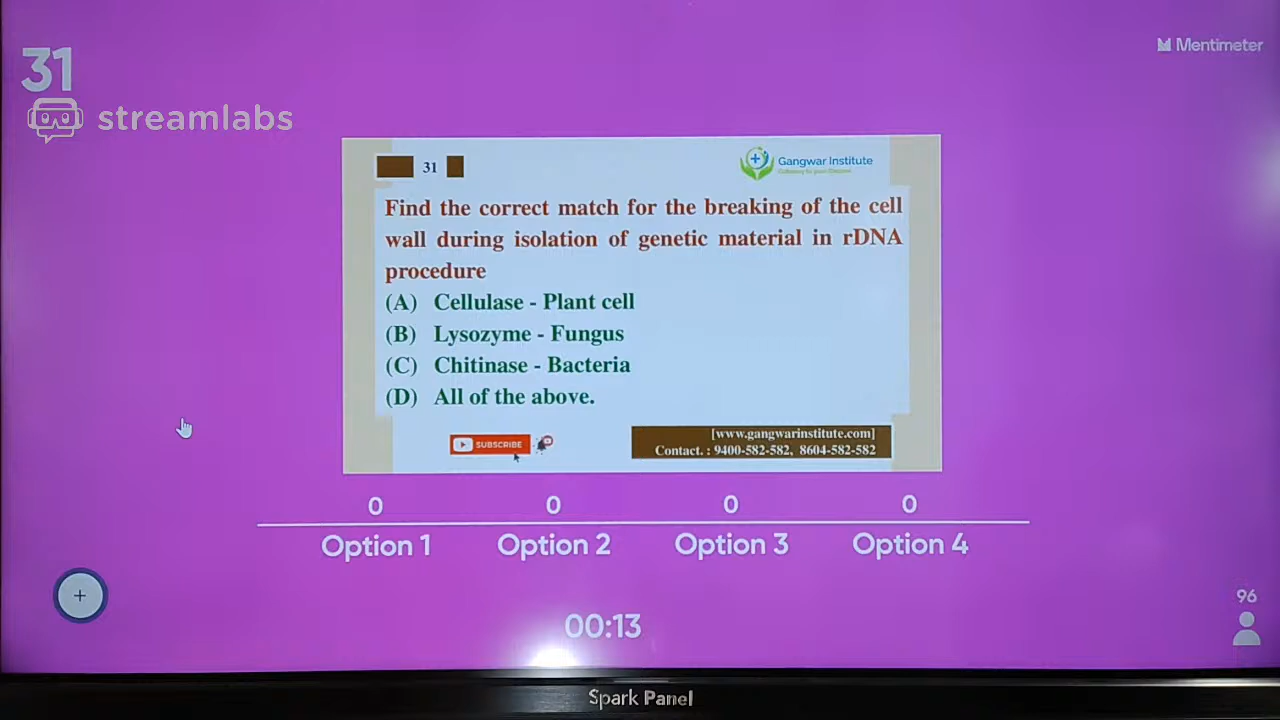 31
Mentimeter
streamlabs
31
Gangwar Institute
Find the correct match for the breaking of the cell
wall during isolation of genetic material in rDNA
procedure
(A) Cellulase - Plant cell
(B) Lysozyme - Fungus
(C) Chitinase - Bacteria
(D) All of the above.
SUBSCRIBE
[www.gangwarinstitute.com]
Contact. : 9400-582-582, 8604-582-582
0 0 0 0
Option 1 Option 2 Option 3 Option 4
+
00:13
96
Spark Panel